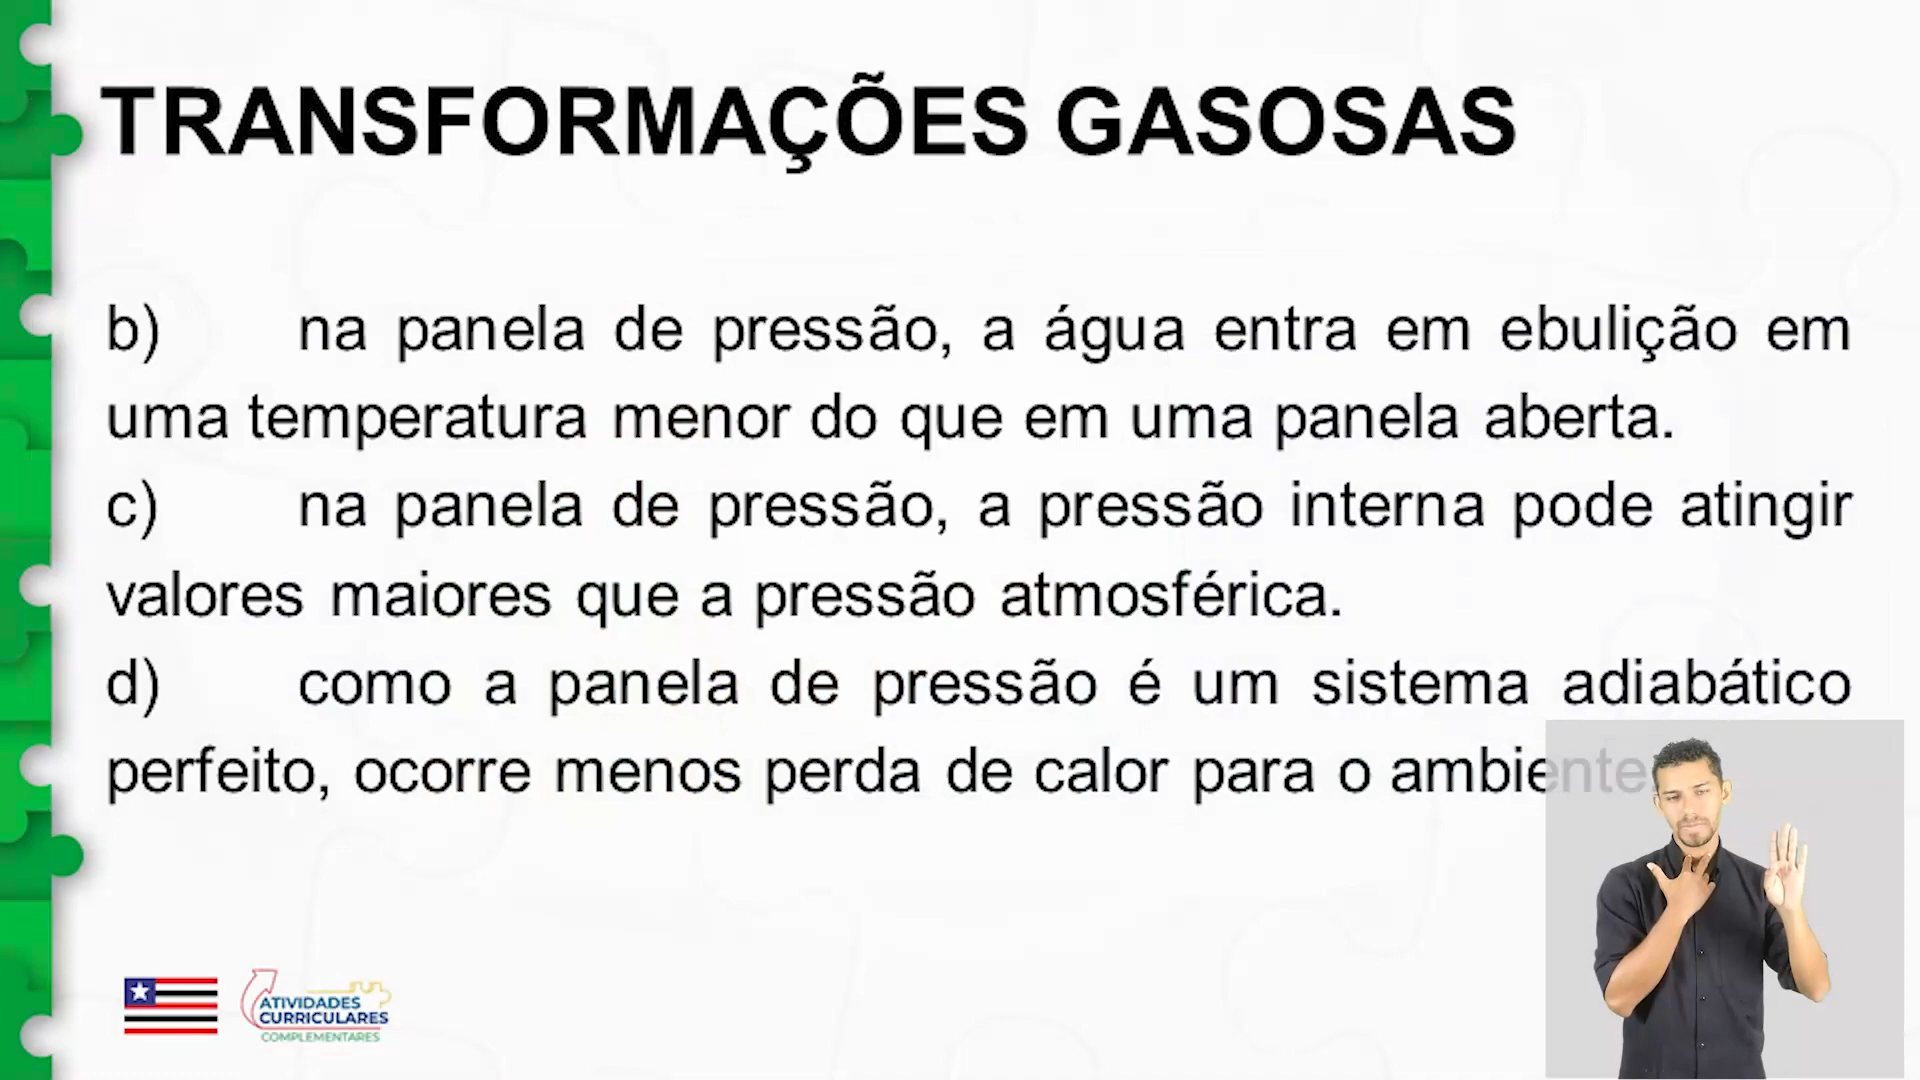 TRANSFORMAÇÕES GASOSAS
b) na panela de pressão, a água entra em ebulição em
uma temperatura menor do que em uma panela aberta.
c) na panela de pressão, a pressão interna pode atingir
valores maiores que a pressão atmosférica.
d) como a panela de pressão é um sistema adiabático
perfeito, ocorre menos perda de calor para o ambiente.
ATIVIDADES
CURRICULARES
COMPLEMENTARES